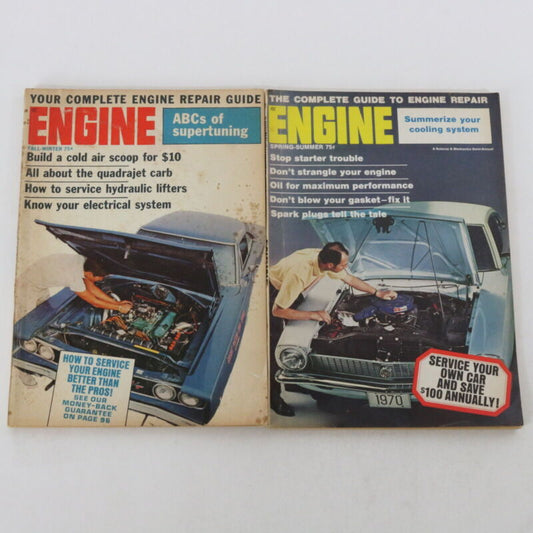 YOUR COMPLETE ENGINE REPAIR GUIDE
ENGINE
ABCs of
supertuning
FALL-WINTER 75¢
Build a cold air scoop for $10
All about the quadrajet carb
How to service hydraulic lifters
Know your electrical system
HOW TO SERVICE
YOUR ENGINE
BETTER THAN
THE PROS!
SEE OUR
MONEY-BACK
GUARANTEE
ON PAGE 96
THE COMPLETE GUIDE TO ENGINE REPAIR
ENGINE
Summerize your
cooling system
SPRING-SUMMER 75¢
A Science & Mechanics Semi-Annual
Stop starter trouble
Don't strangle your engine
Oil for maximum performance
Don't blow your gasket–fix it
Spark plugs tell the tale
SERVICE YOUR
OWN CAR
AND SAVE
$100 ANNUALLY!
1970